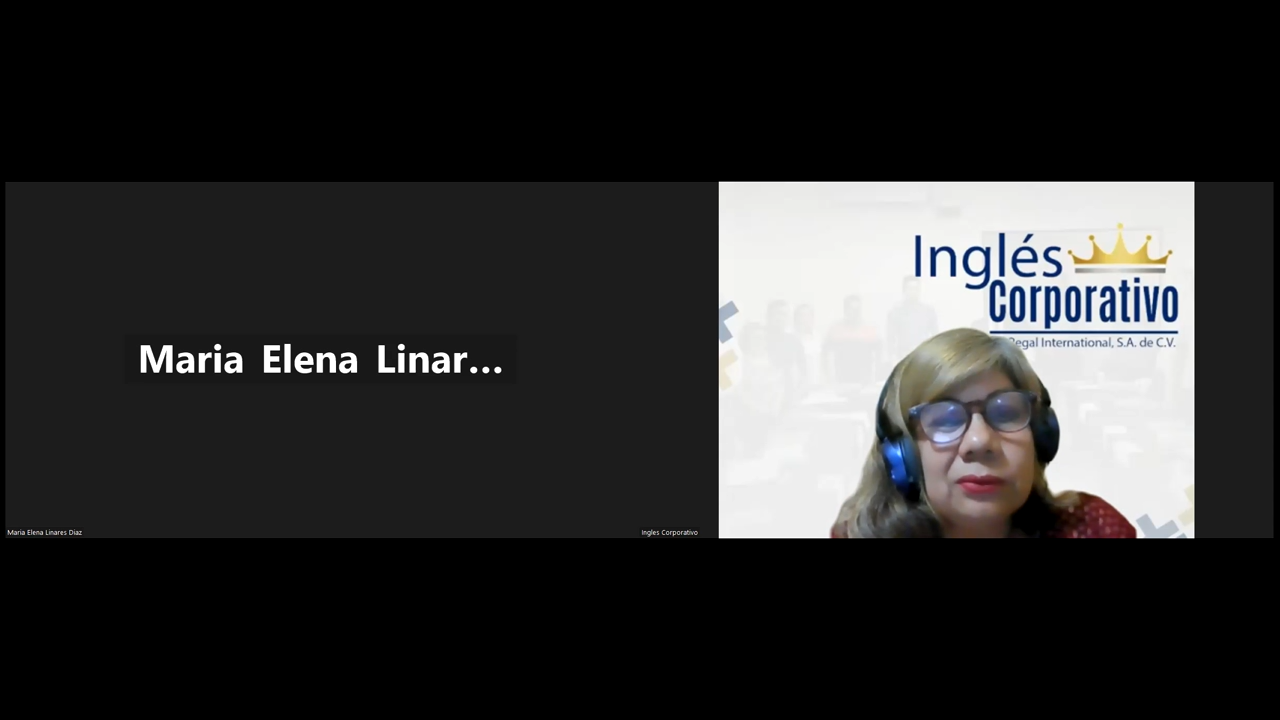 Maria Elena Linar...
Maria Elena Linares Diaz
Ingles Corporativo
Inglés
Corporativo
Regal International, S.A. de C.V.